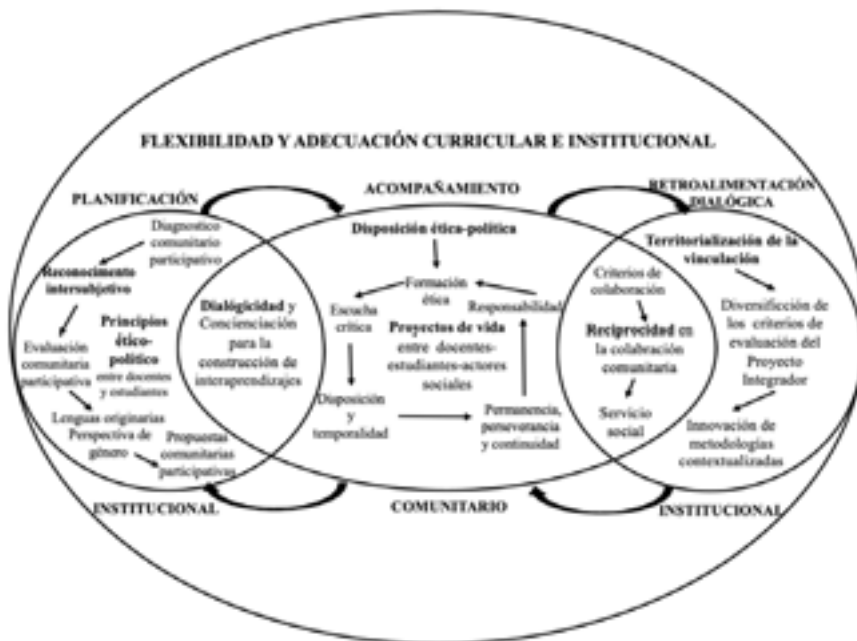 FLEXIBILIDAD Y ADECUACIÓN CURRICULAR E INSTITUCIONAL
PLANIFICACIÓN
Diagnostico
comunitario
participativo
Reconocimento
intersubjetivo
Principios
ético-
político
entre docentes
y estudiantes
Evaluación
comunitaria
participativa
Lenguas originarias
Perspectiva de
género
Propuestas
comunitarias
participativas
INSTITUCIONAL
Dialógicidad y
Concienciación
para la
construcción de
interaprendizajes
ACOMPAÑAMIENTO
Disposición ética-política
Formación
ética
Escucha
crítica
Responsabilidad
Proyectos de vida
entre docentes-
estudiantes-actores
sociales
Disposición
y
temporalidad
Permanencia,
perseverancia
y continuidad
COMUNITARIO
RETROALIMENTACIÓN
DIALÓGICA
Territorialización de la
vinculación
Criterios de
colaboración
Reciprocidad en
la colabración
comunitaria
Servicio
social
Diversificción de
los criterios de
evaluación del
Proyecto
Integrador
Innovación de
metodologías
contextualizadas
INSTITUCIONAL